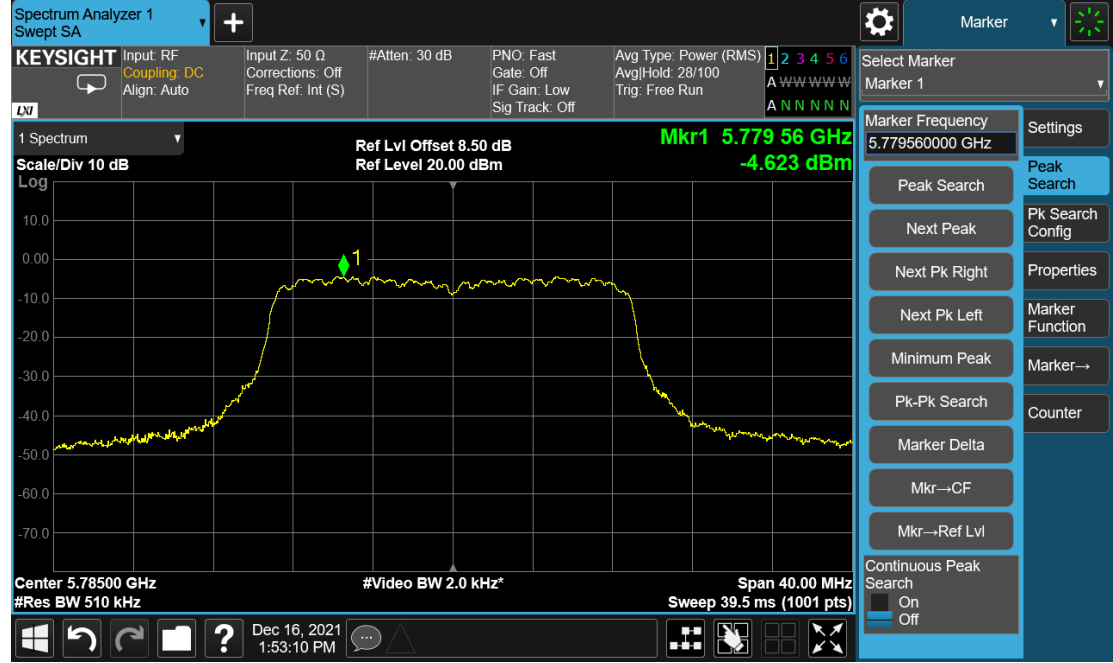 Spectrum Analyzer 1
Swept SA
Marker
KEYSIGHT
LXI
Input: RF
Coupling: DC
Align: Auto
Input Z: 50 Ω
Corrections: Off
Freq Ref: Int (S)
#Atten: 30 dB
PNO: Fast
Gate: Off
IF Gain: Low
Sig Track: Off
Avg Type: Power (RMS)
Avg|Hold: 28/100
Trig: Free Run
1 2 3 4 5 6
A W W W W W
A N N N N N
Select Marker
Marker 1
1 Spectrum
Scale/Div 10 dB
Log
Ref Lvl Offset 8.50 dB
Ref Level 20.00 dBm
Mkr1 5.779 56 GHz
-4.623 dBm
10.0
0.00
-10.0
-20.0
-30.0
-40.0
-50.0
-60.0
-70.0
1
Center 5.78500 GHz
#Res BW 510 kHz
#Video BW 2.0 kHz*
Span 40.00 MHz
Sweep 39.5 ms (1001 pts)
Marker Frequency
5.779560000 GHz
Peak Search
Next Peak
Next Pk Right
Next Pk Left
Minimum Peak
Pk-Pk Search
Marker Delta
Mkr→CF
Mkr→Ref Lvl
Continuous Peak
Search
On
Off
Settings
Peak
Search
Pk Search
Config
Properties
Marker
Function
Marker→
Counter
?
Dec 16, 2021
1:53:10 PM